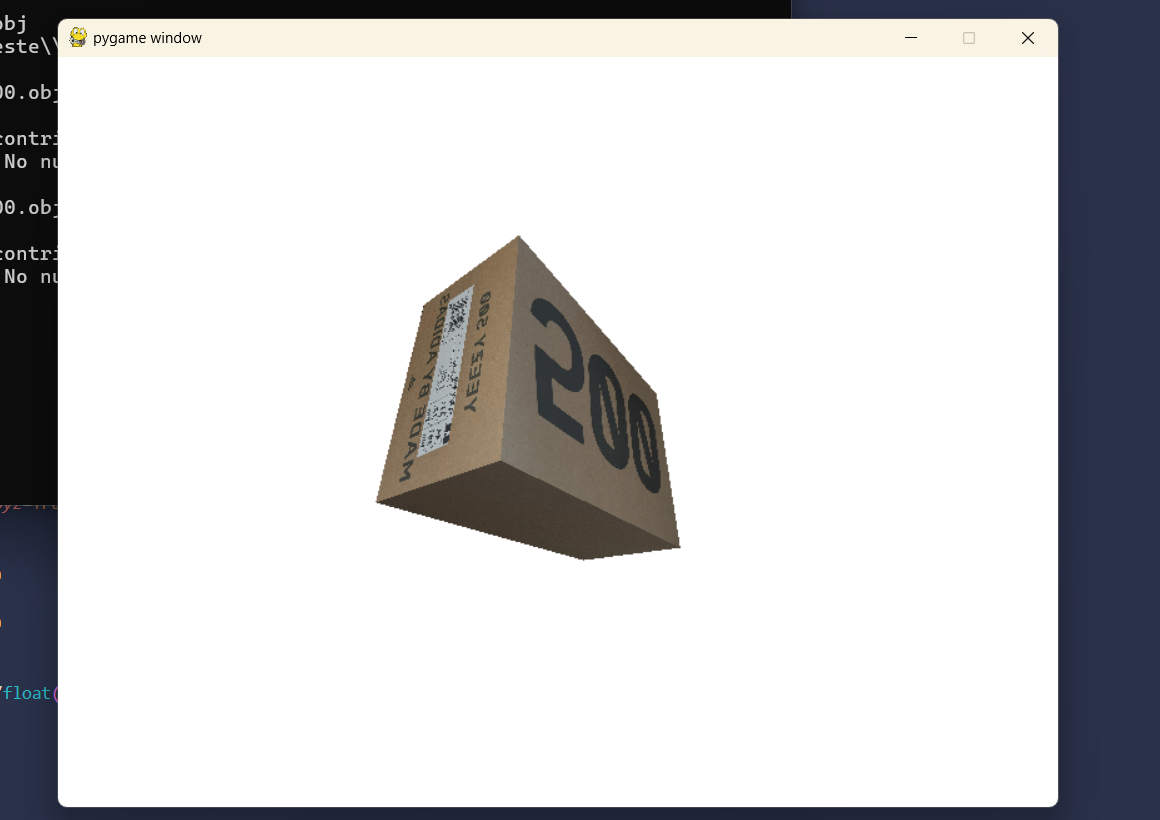 pygame window
obj
este\\
00.obj
contri
No nu
00.obj
contri
No nu
float(
MADE BY ADIDAS
YEEZY 500
500